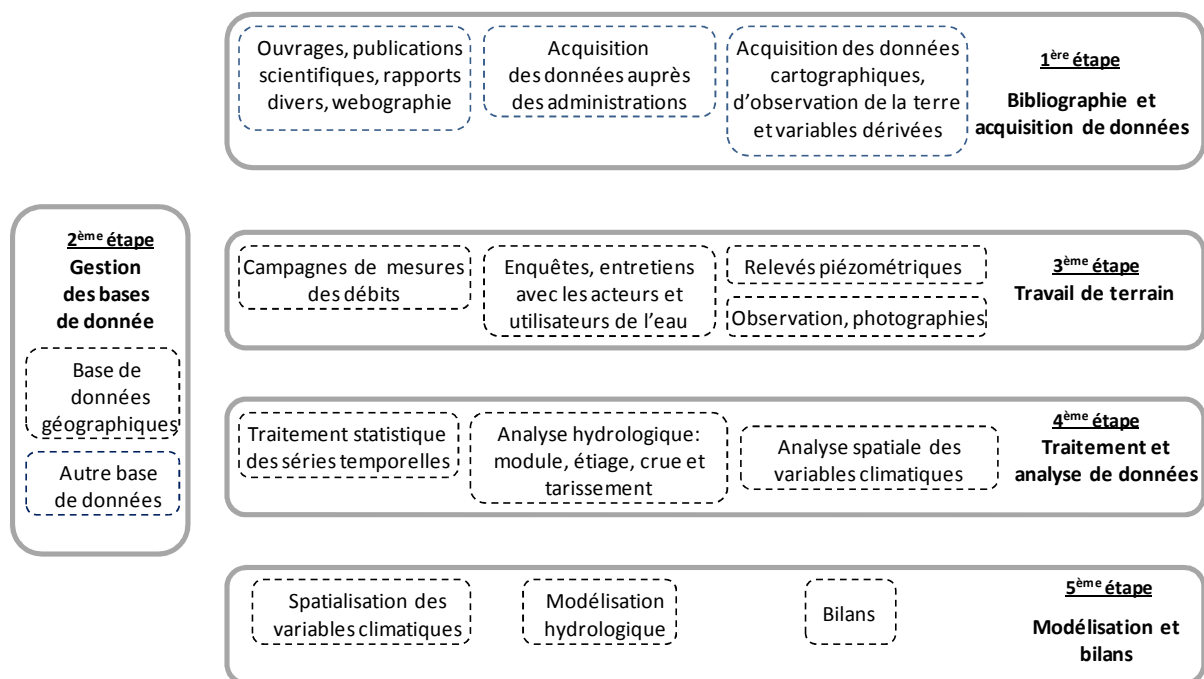 Ouvrages, publications
scientifiques, rapports
divers, webographie
Acquisition
des données auprès
des administrations
Acquisition des données
cartographiques,
d'observation de la terre
et variables dérivées
1ère étape
Bibliographie et
acquisition de données
2ème étape
Gestion
des bases
de donnée
Base de
données
géographiques
Autre base
de données
Campagnes de mesures
des débits
Enquêtes, entretiens
avec les acteurs et
utilisateurs de l'eau
Relevés piézométriques
Observation, photographies
3ème étape
Travail de terrain
Traitement statistique
des séries temporelles
Analyse hydrologique:
module, étiage, crue et
tarissement
Analyse spatiale des
variables climatiques
4ème étape
Traitement et
analyse de données
Spatialisation des
variables climatiques
Modélisation
hydrologique
Bilans
5ème étape
Modélisation et
bilans